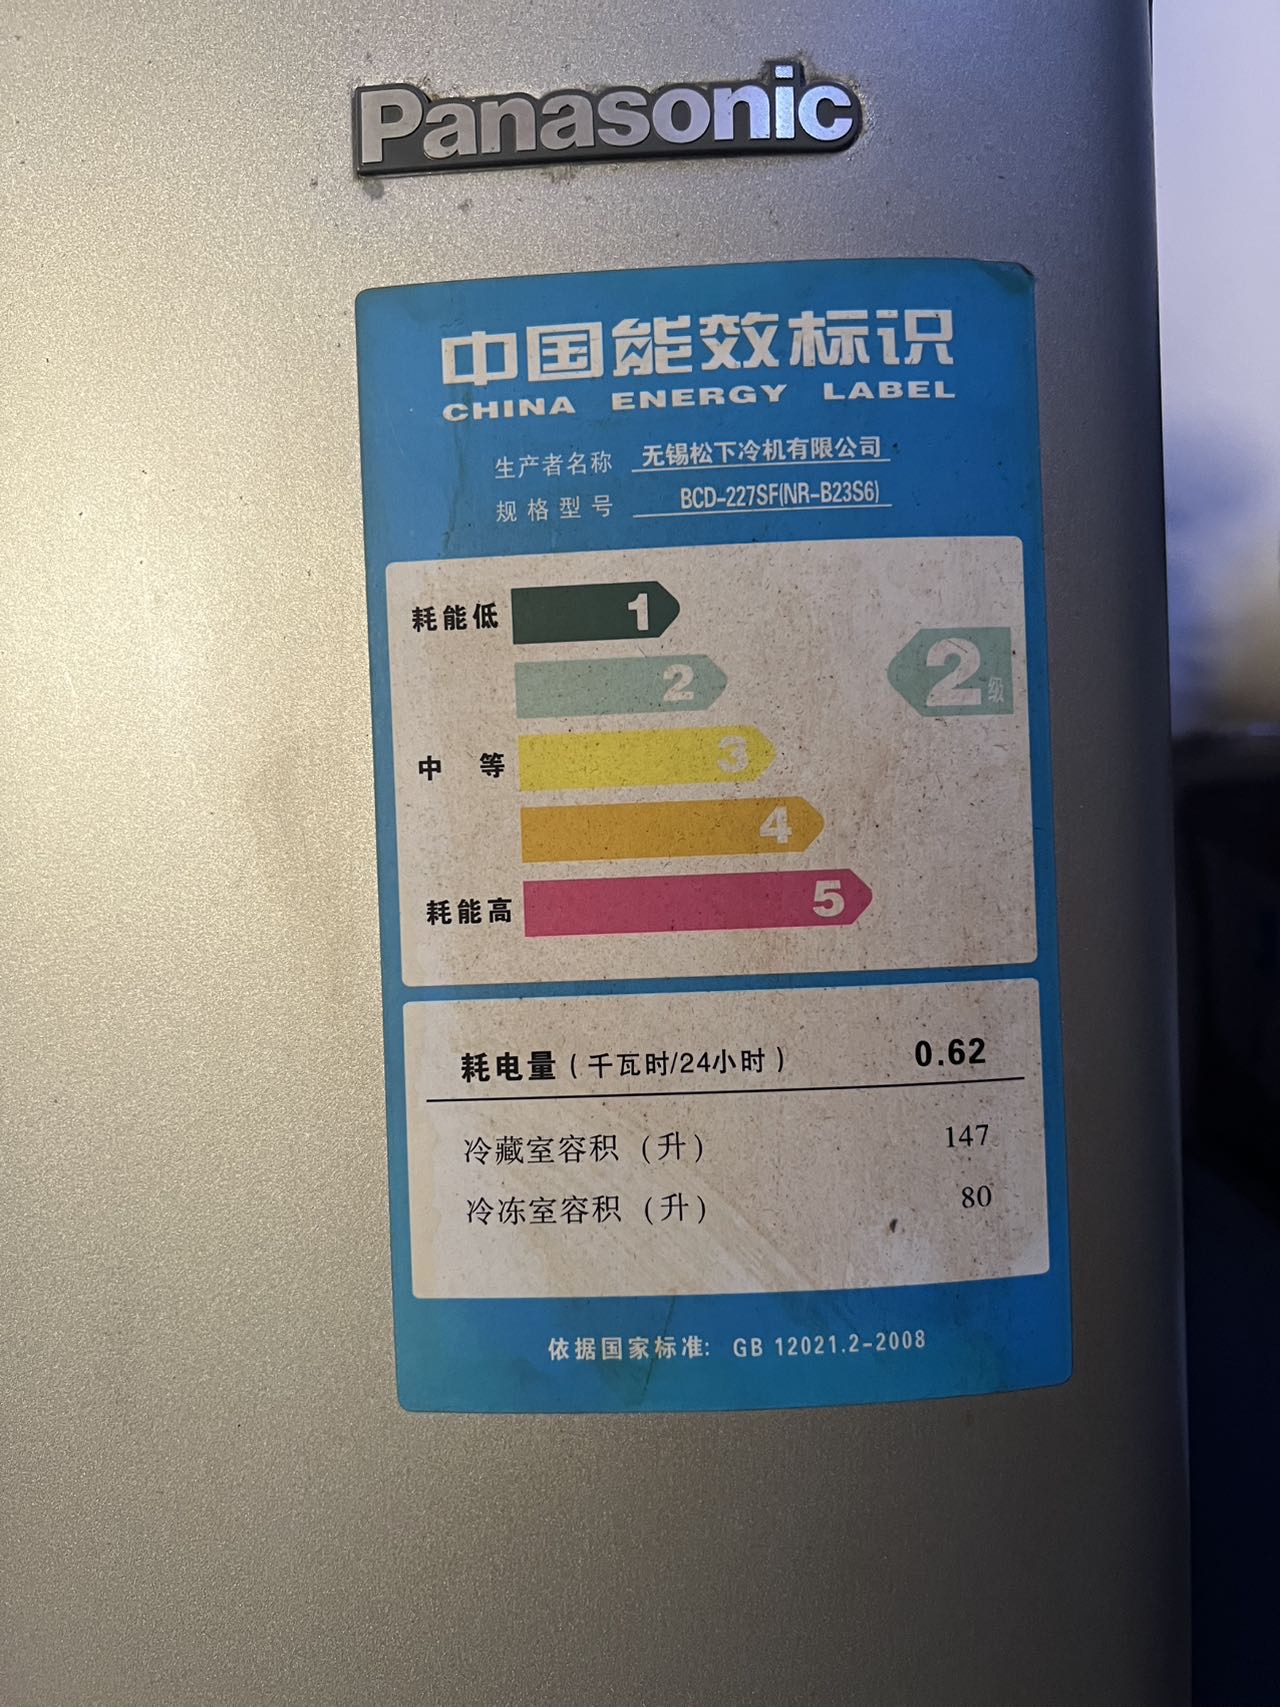 Panasonic
中国能效标识
CHINA ENERGY LABEL
生产者名称 无锡松下冷机有限公司
规格型号 BCD-227SF(NR-B23S6)
耗能低 1
2 2级
中等 3
4
耗能高 5
耗电量（千瓦时/24小时） 0.62
冷藏室容积（升） 147
冷冻室容积（升） 80
依据国家标准: GB 12021.2-2008